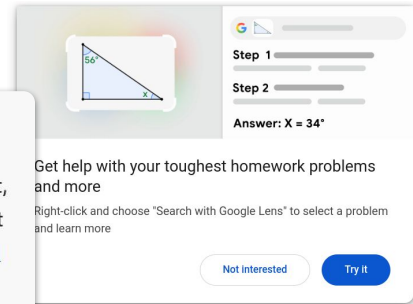 56°
X
G
Step 1
Step 2
Answer: X = 34°
Get help with your toughest homework problems
and more
Right-click and choose "Search with Google Lens" to select a problem
and learn more
Not interested
Try it